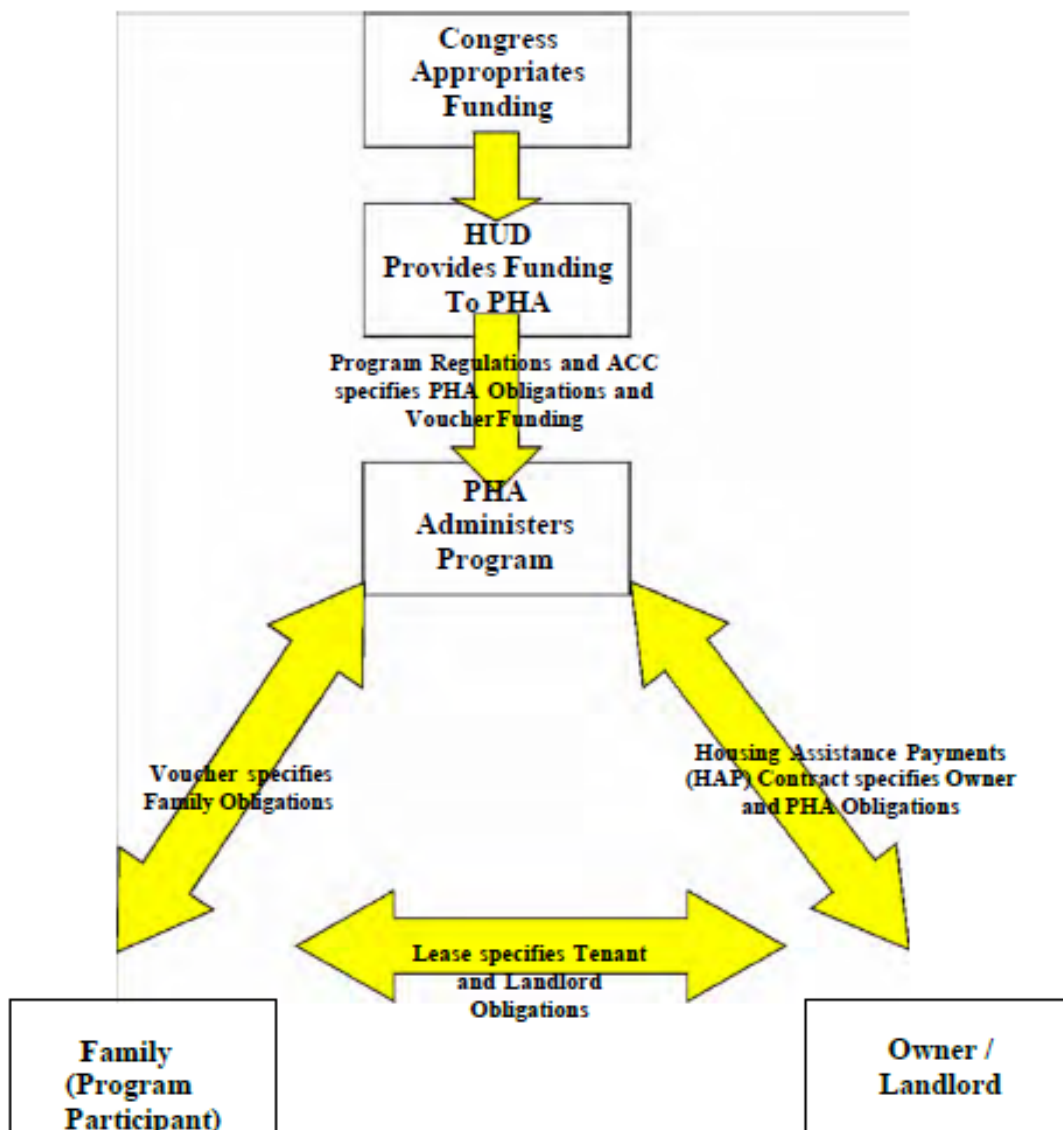 Congress
Appropriates
Funding
HUD
Provides Funding
To PHA
Program Regulations and ACC
specifies PHA Obligations and
Voucher Funding
PHA
Administers
Program
Voucher specifies
Family Obligations
Housing Assistance Payments
(HAP) Contract specifies Owner
and PHA Obligations
Lease specifies Tenant
and Landlord
Obligations
Family
(Program
Participant)
Owner /
Landlord